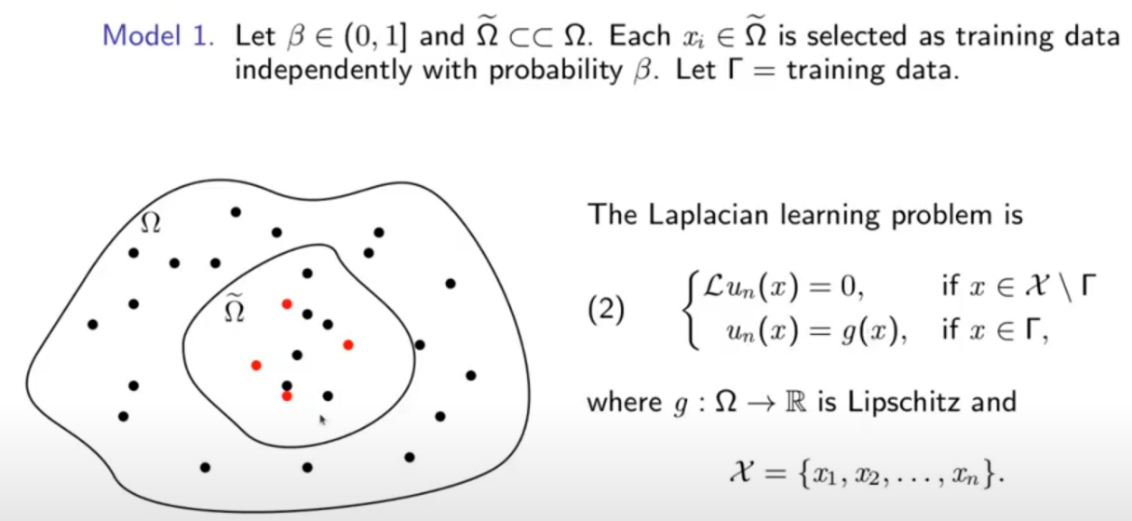 Model 1. Let β ∈ (0, 1] and Ω̃ ⊂⊂ Ω. Each xᵢ ∈ Ω̃ is selected as training data
independently with probability β. Let Γ = training data.
Ω
Ω̃
The Laplacian learning problem is
(2) { ℒuₙ(x) = 0, if x ∈ 𝒳 \ Γ
uₙ(x) = g(x), if x ∈ Γ,
where g : Ω → ℝ is Lipschitz and
𝒳 = {x₁, x₂, . . . , xₙ}.